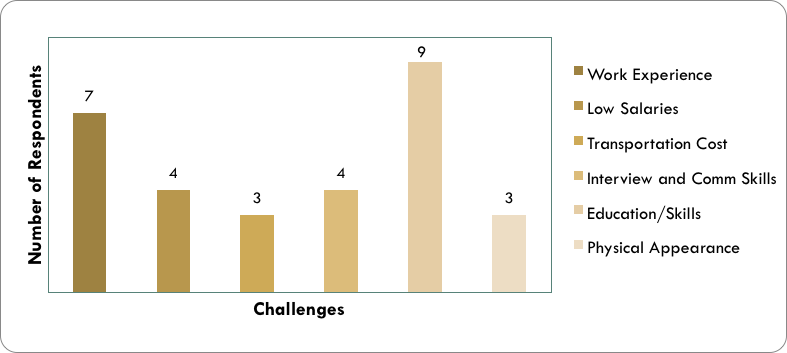 Number of Respondents
7
4
3
4
9
3
Challenges
Work Experience
Low Salaries
Transportation Cost
Interview and Comm Skills
Education/Skills
Physical Appearance